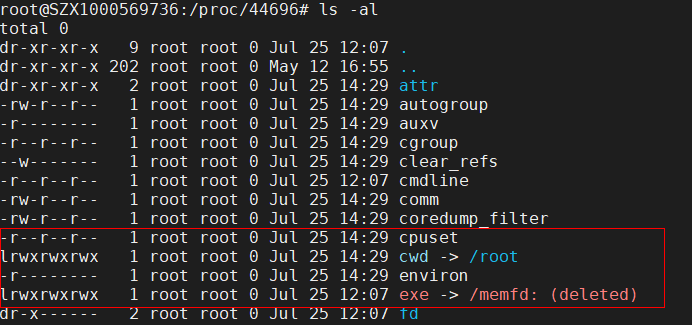 root@SZX1000569736:/proc/44696# ls -al
total 0
dr-xr-xr-x   9 root root 0 Jul 25 12:07 .
dr-xr-xr-x 202 root root 0 May 12 16:55 ..
dr-xr-xr-x   2 root root 0 Jul 25 14:29 attr
-rw-r--r--   1 root root 0 Jul 25 14:29 autogroup
-r--------   1 root root 0 Jul 25 14:29 auxv
-r--r--r--   1 root root 0 Jul 25 14:29 cgroup
--w-------   1 root root 0 Jul 25 14:29 clear_refs
-r--r--r--   1 root root 0 Jul 25 12:07 cmdline
-rw-r--r--   1 root root 0 Jul 25 14:29 comm
-rw-r--r--   1 root root 0 Jul 25 14:29 coredump_filter
-r--r--r--   1 root root 0 Jul 25 14:29 cpuset
lrwxrwxrwx   1 root root 0 Jul 25 14:29 cwd -> /root
-r--------   1 root root 0 Jul 25 14:29 environ
lrwxrwxrwx   1 root root 0 Jul 25 12:07 exe -> /memfd: (deleted)
dr-x------   2 root root 0 Jul 25 12:07 fd